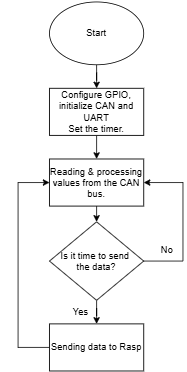 Start
Configure GPIO,
initialize CAN and
UART
Set the timer.
Reading & processing
values from the CAN
bus.
Is it time to send
the data?
No
Yes
Sending data to Rasp